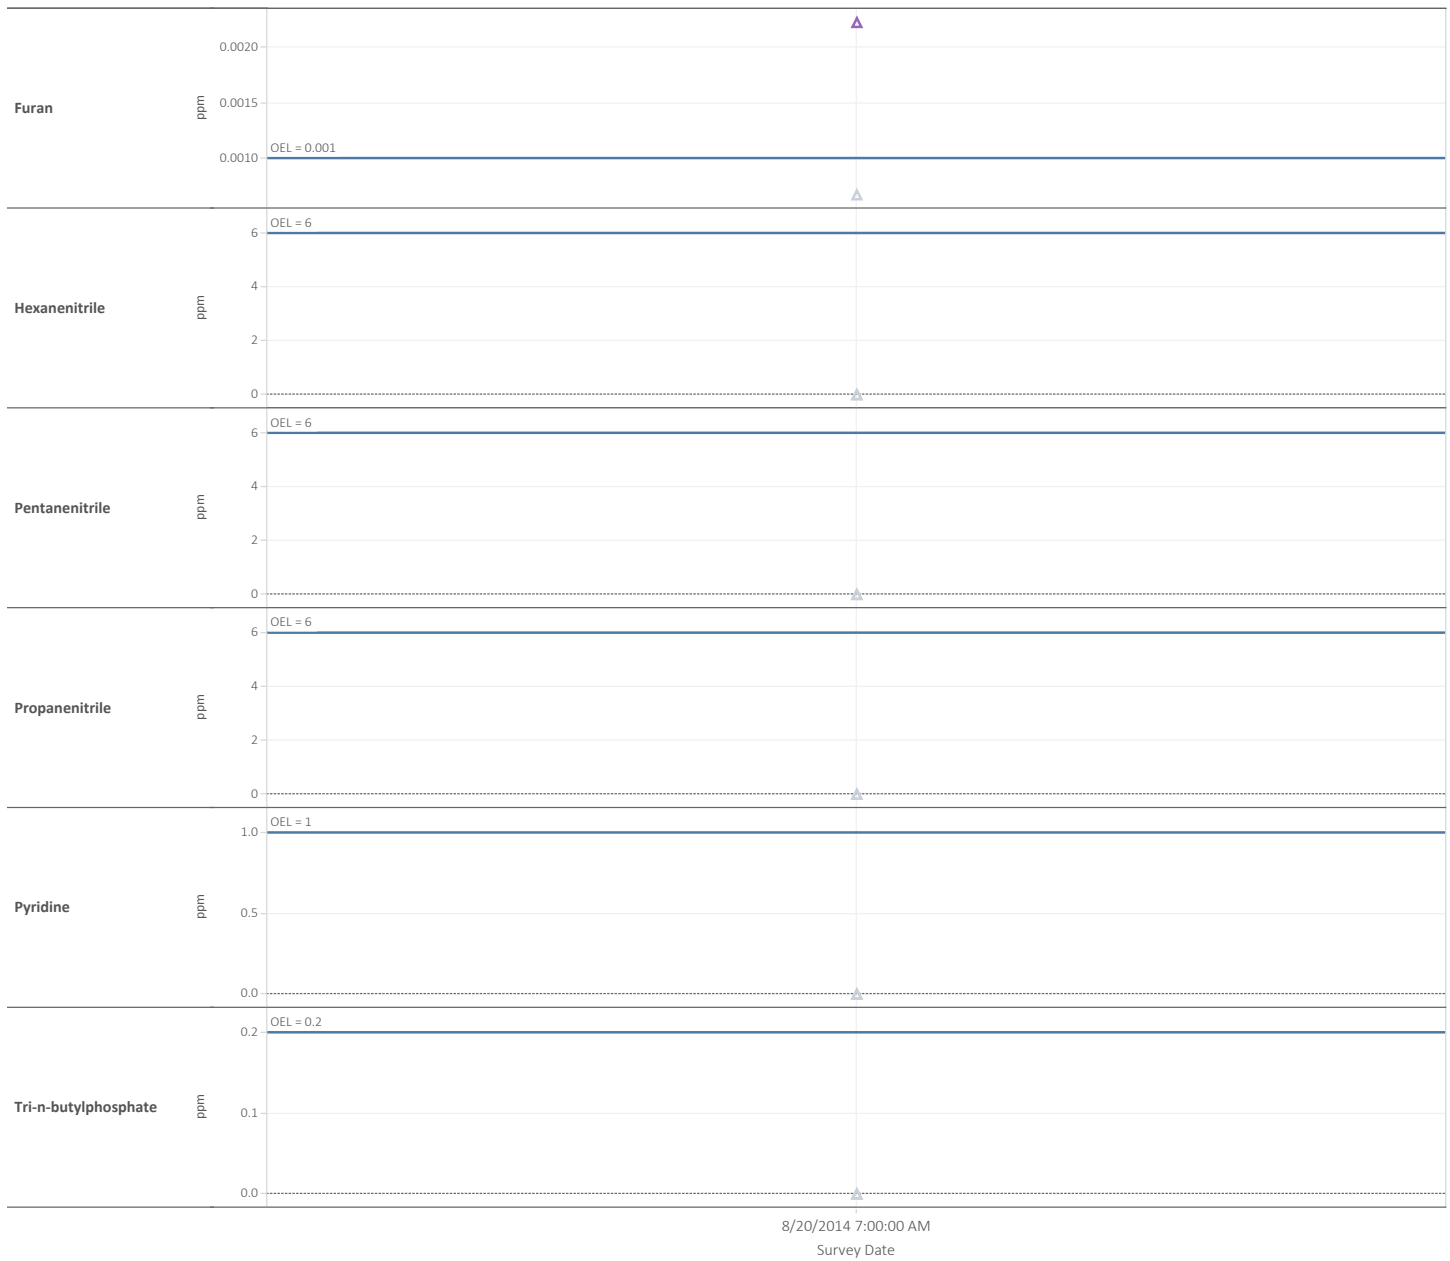 Furan
ppm
0.0020
0.0015
0.0010
OEL = 0.001
Hexanenitrile
ppm
OEL = 6
6
4
2
0
Pentanenitrile
ppm
OEL = 6
6
4
2
0
Propanenitrile
ppm
OEL = 6
6
4
2
0
Pyridine
ppm
OEL = 1
1.0
0.5
0.0
Tri-n-butylphosphate
ppm
OEL = 0.2
0.2
0.1
0.0
8/20/2014 7:00:00 AM
Survey Date